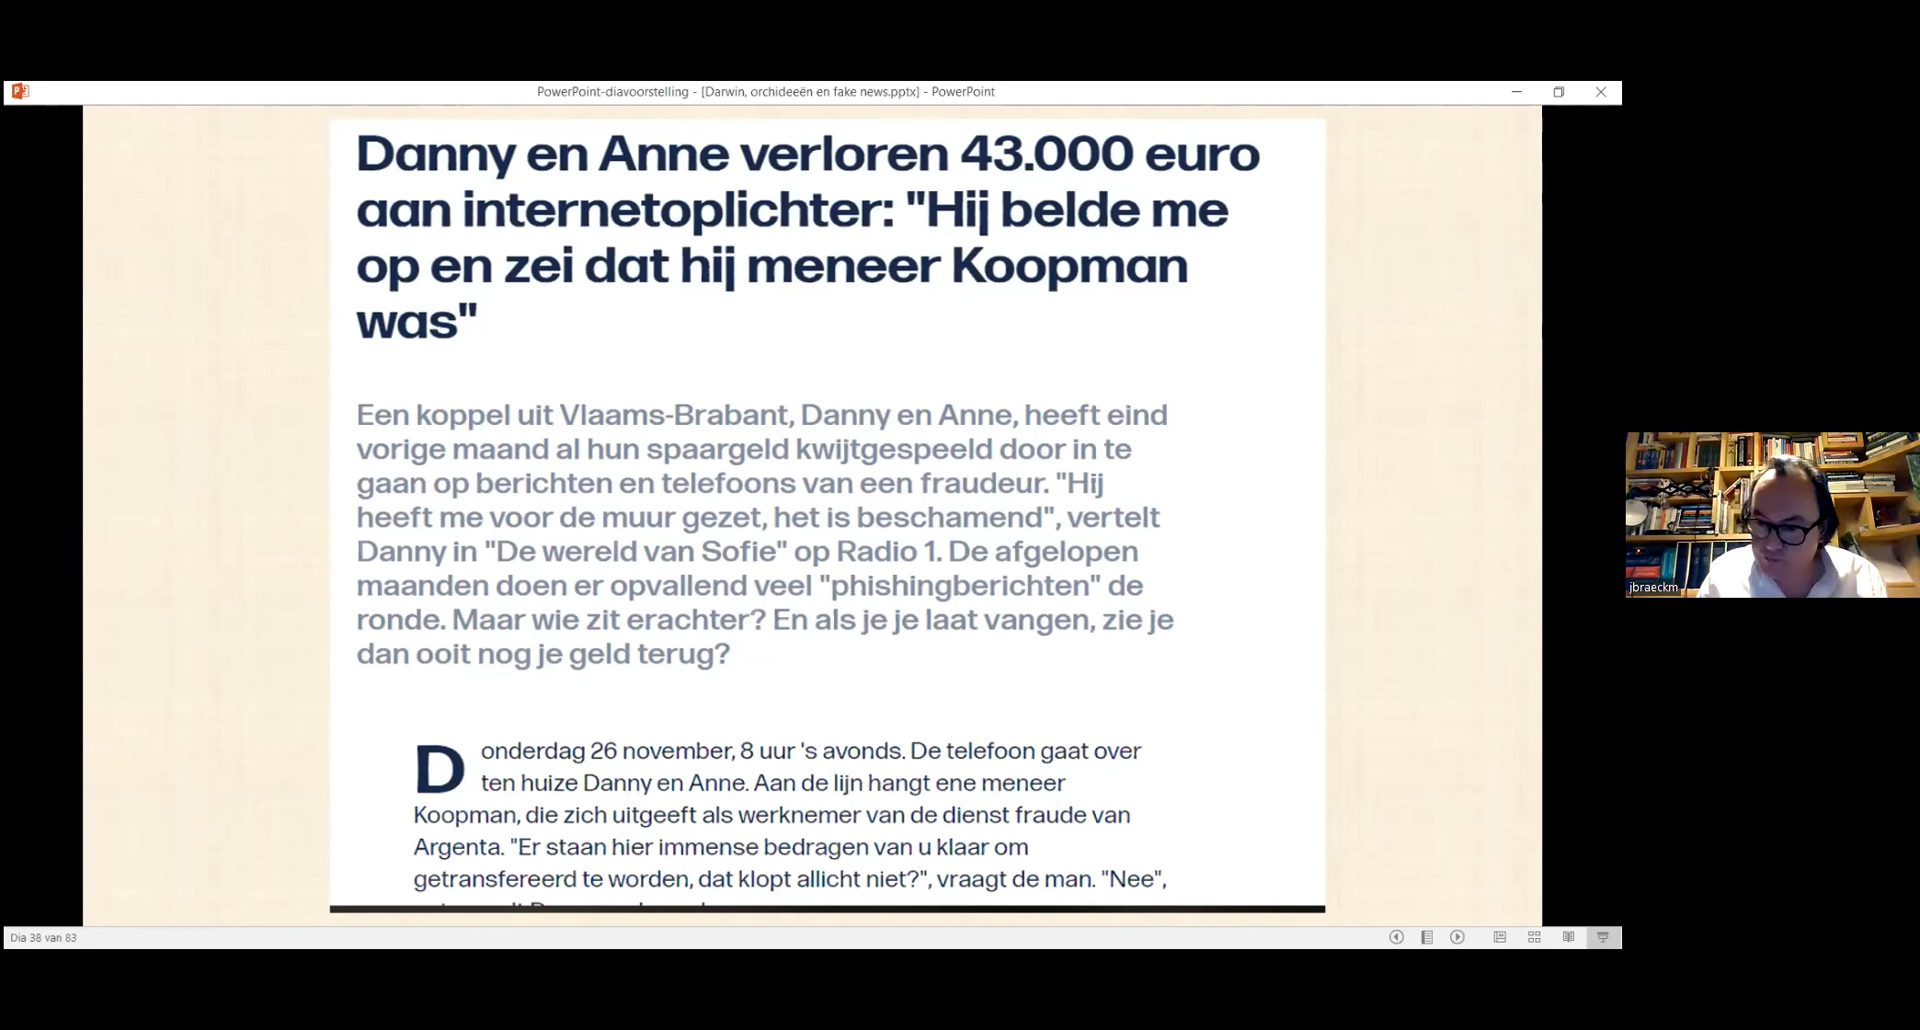 PowerPoint-diavoorstelling - [Darwin, orchideeën en fake news.pptx] - PowerPoint
Danny en Anne verloren 43.000 euro
aan internetoplichter: "Hij belde me
op en zei dat hij meneer Koopman
was"
Een koppel uit Vlaams-Brabant, Danny en Anne, heeft eind
vorige maand al hun spaargeld kwijtgespeeld door in te
gaan op berichten en telefoons van een fraudeur. "Hij
heeft me voor de muur gezet, het is beschamend", vertelt
Danny in "De wereld van Sofie" op Radio 1. De afgelopen
maanden doen er opvallend veel "phishingberichten" de
ronde. Maar wie zit erachter? En als je je laat vangen, zie je
dan ooit nog je geld terug?
Donderdag 26 november, 8 uur 's avonds. De telefoon gaat over
ten huize Danny en Anne. Aan de lijn hangt ene meneer
Koopman, die zich uitgeeft als werknemer van de dienst fraude van
Argenta. "Er staan hier immense bedragen van u klaar om
getransfereerd te worden, dat klopt allicht niet?", vraagt de man. "Nee",
jbraeckm
Dia 38 van 83